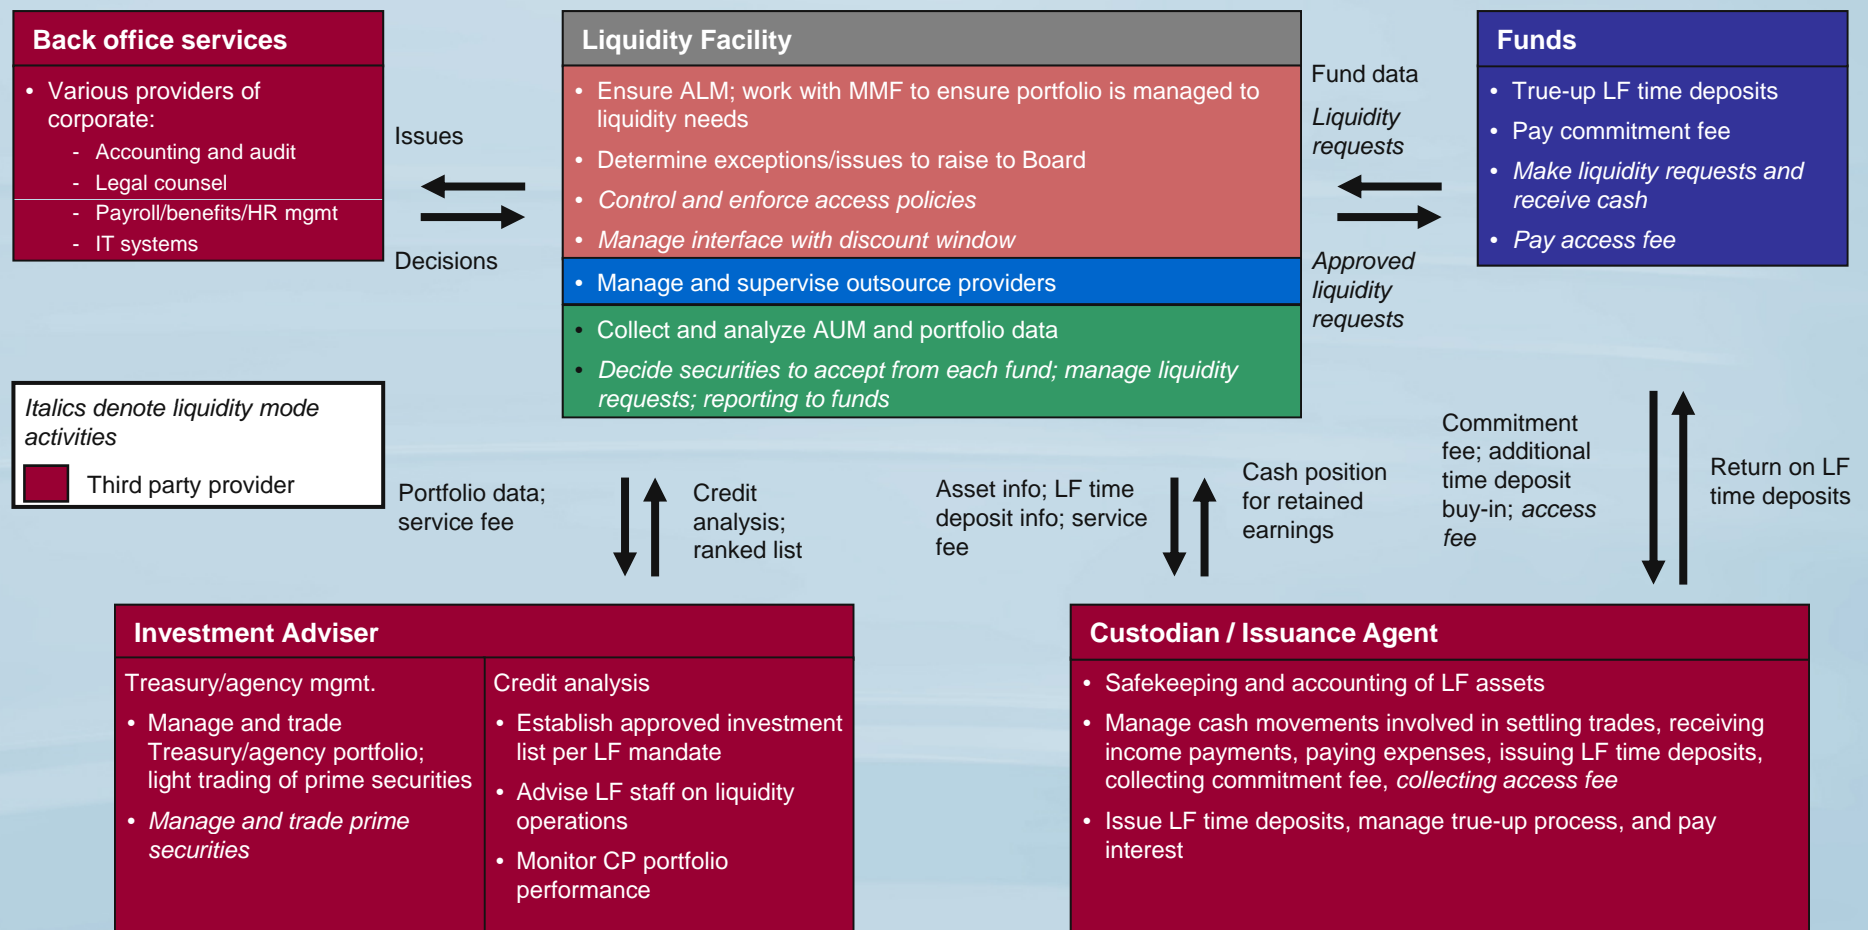 Back office services
• Various providers of
corporate:
- Accounting and audit
- Legal counsel
- Payroll/benefits/HR mgmt
- IT systems
Issues
Decisions
Liquidity Facility
• Ensure ALM; work with MMF to ensure portfolio is managed to
liquidity needs
• Determine exceptions/issues to raise to Board
• Control and enforce access policies
• Manage interface with discount window
• Manage and supervise outsource providers
• Collect and analyze AUM and portfolio data
• Decide securities to accept from each fund; manage liquidity
requests; reporting to funds
Fund data
Liquidity
requests
Approved
liquidity
requests
Funds
• True-up LF time deposits
• Pay commitment fee
• Make liquidity requests and
receive cash
• Pay access fee
Italics denote liquidity mode
activities
Third party provider
Portfolio data;
service fee
Credit
analysis;
ranked list
Asset info; LF time
deposit info; service
fee
Cash position
for retained
earnings
Commitment
fee; additional
time deposit
buy-in; access
fee
Return on LF
time deposits
Investment Adviser
Treasury/agency mgmt.
• Manage and trade
Treasury/agency portfolio;
light trading of prime securities
• Manage and trade prime
securities
Credit analysis
• Establish approved investment
list per LF mandate
• Advise LF staff on liquidity
operations
• Monitor CP portfolio
performance
Custodian / Issuance Agent
• Safekeeping and accounting of LF assets
• Manage cash movements involved in settling trades, receiving
income payments, paying expenses, issuing LF time deposits,
collecting commitment fee, collecting access fee
• Issue LF time deposits, manage true-up process, and pay
interest